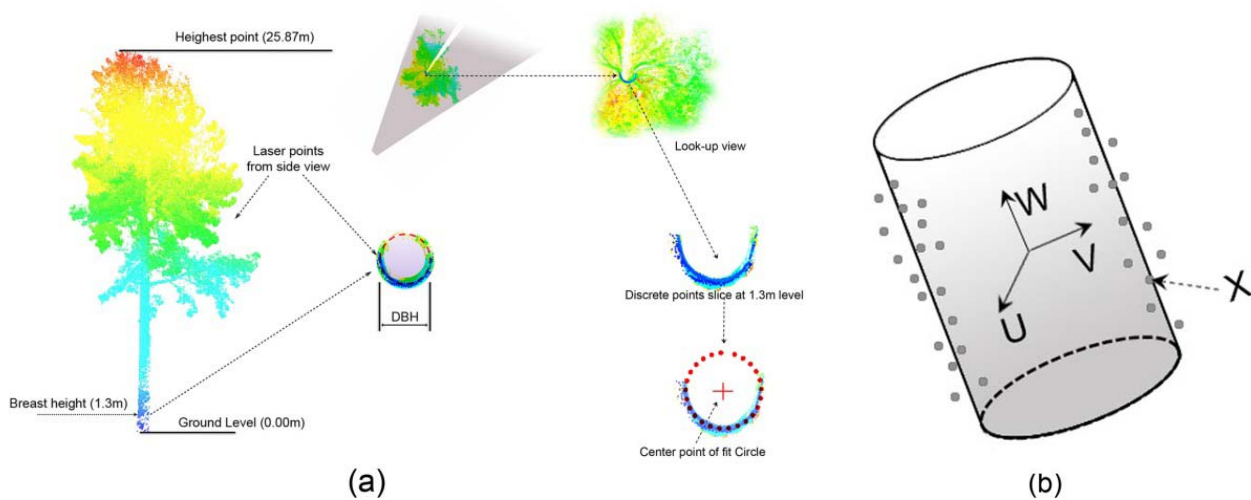 Heighest point (25.87m)
Laser points
from side view
Look-up view
DBH
Discrete points slice at 1.3m level
Breast height (1.3m)
Ground Level (0.00m)
Center point of fit Circle
(a)
W
V
U
X
(b)